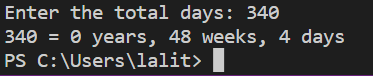 Enter the total days: 340
340 = 0 years, 48 weeks, 4 days
PS C:\Users\lalit>